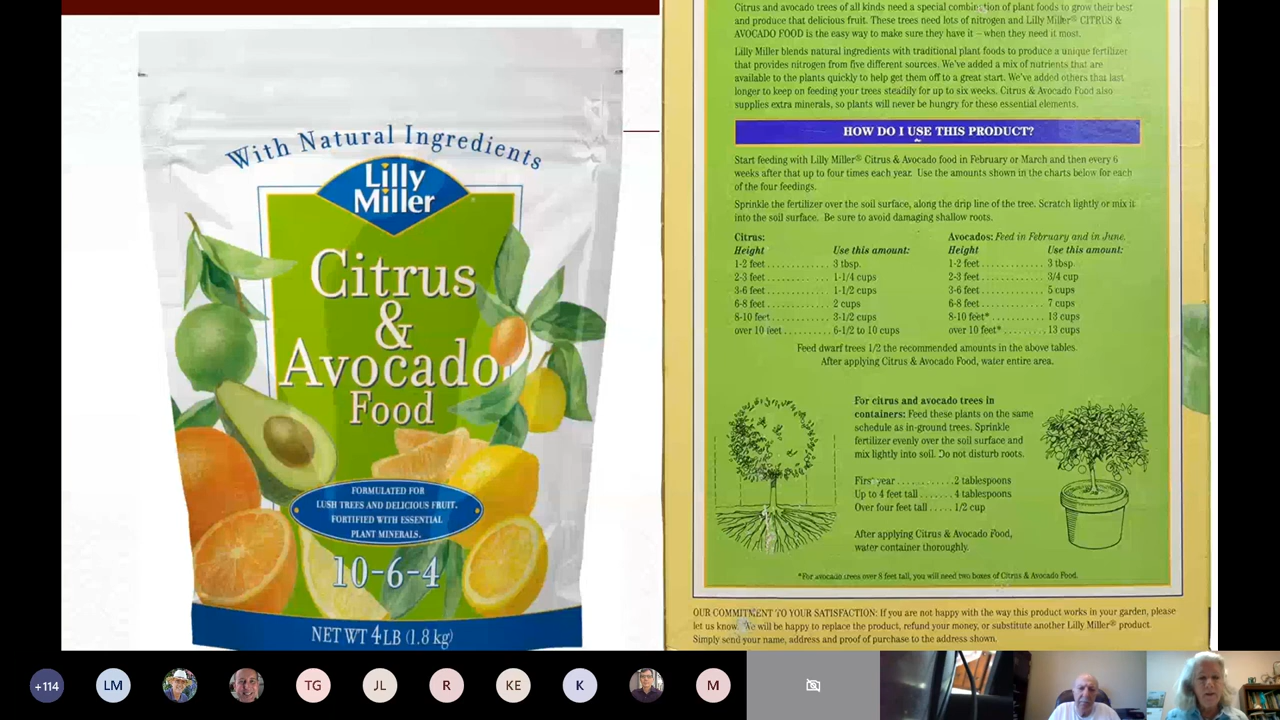 With Natural Ingredients
Lilly
Miller
Citrus
&
Avocado
Food
FORMULATED FOR
LUSH TREES AND DELICIOUS FRUIT.
FORTIFIED WITH ESSENTIAL
PLANT MINERALS.
10-6-4
NET WT 4 LB (1.8 kg)
Citrus and avocado trees of all kinds need a special combination of plant foods to grow their best
and produce that delicious fruit. These trees need lots of nitrogen and Lilly Miller® CITRUS &
AVOCADO FOOD is the easy way to make sure they have it – when they need it most.
Lilly Miller blends natural ingredients with traditional plant foods to produce a unique fertilizer
that provides nitrogen from five different sources. We've added a mix of nutrients that are
available to the plants quickly to help get them off to a great start. We've added others that last
longer to keep on feeding your trees steadily for up to six weeks. Citrus & Avocado Food also
supplies extra minerals, so plants will never be hungry for these essential elements.
HOW DO I USE THIS PRODUCT?
Start feeding with Lilly Miller® Citrus & Avocado food in February or March and then every 6
weeks after that up to four times each year. Use the amounts shown in the charts below for each
of the four feedings.
Sprinkle the fertilizer over the soil surface, along the drip line of the tree. Scratch lightly or mix it
into the soil surface. Be sure to avoid damaging shallow roots.
Citrus:
Height Use this amount:
1-2 feet . . . . . . . . . . . . 3 tbsp.
2-3 feet . . . . . . . . . . . . 1-1/4 cups
3-6 feet . . . . . . . . . . . . 1-1/2 cups
6-8 feet . . . . . . . . . . . . 2 cups
8-10 feet . . . . . . . . . . . 3-1/2 cups
over 10 feet . . . . . . . . . 6-1/2 to 10 cups
Avocados: Feed in February and in June.
Height Use this amount:
1-2 feet . . . . . . . . . . . . 3 tbsp.
2-3 feet . . . . . . . . . . . . 3/4 cup
3-6 feet . . . . . . . . . . . . 5 cups
6-8 feet . . . . . . . . . . . . 7 cups
8-10 feet* . . . . . . . . . . 13 cups
over 10 feet* . . . . . . . . 13 cups
Feed dwarf trees 1/2 the recommended amounts in the above tables.
After applying Citrus & Avocado Food, water entire area.
For citrus and avocado trees in
containers: Feed these plants on the same
schedule as in-ground trees. Sprinkle
fertilizer evenly over the soil surface and
mix lightly into soil. Do not disturb roots.
First year . . . . . . . . . . . 2 tablespoons
Up to 4 feet tall . . . . . . . 4 tablespoons
Over four feet tall . . . . . 1/2 cup
After applying Citrus & Avocado Food,
water container thoroughly.
*For avocado trees over 8 feet tall, you will need two boxes of Citrus & Avocado Food.
OUR COMMITMENT TO YOUR SATISFACTION: If you are not happy with the way this product works in your garden, please
let us know. We will be happy to replace the product, refund your money, or substitute another Lilly Miller® product.
Simply send your name, address and proof of purchase to the address shown.
+114 LM TG JL R KE K M